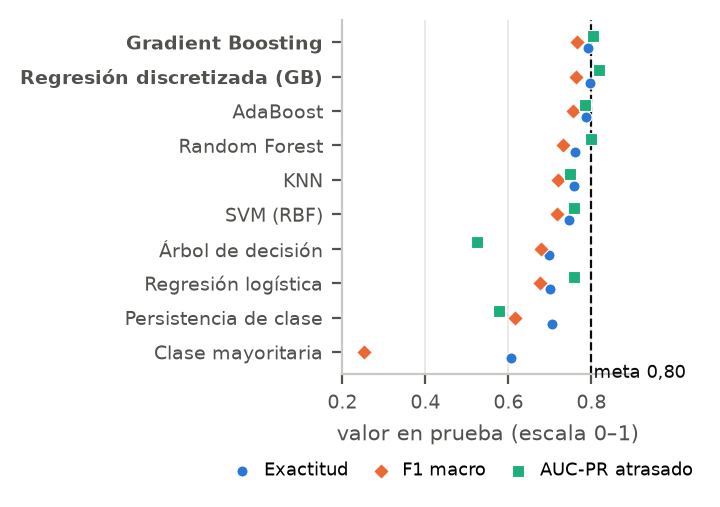 Gradient Boosting
Regresión discretizada (GB)
AdaBoost
Random Forest
KNN
SVM (RBF)
Árbol de decisión
Regresión logística
Persistencia de clase
Clase mayoritaria
meta 0,80
0.2 0.4 0.6 0.8
valor en prueba (escala 0–1)
Exactitud F1 macro AUC-PR atrasado